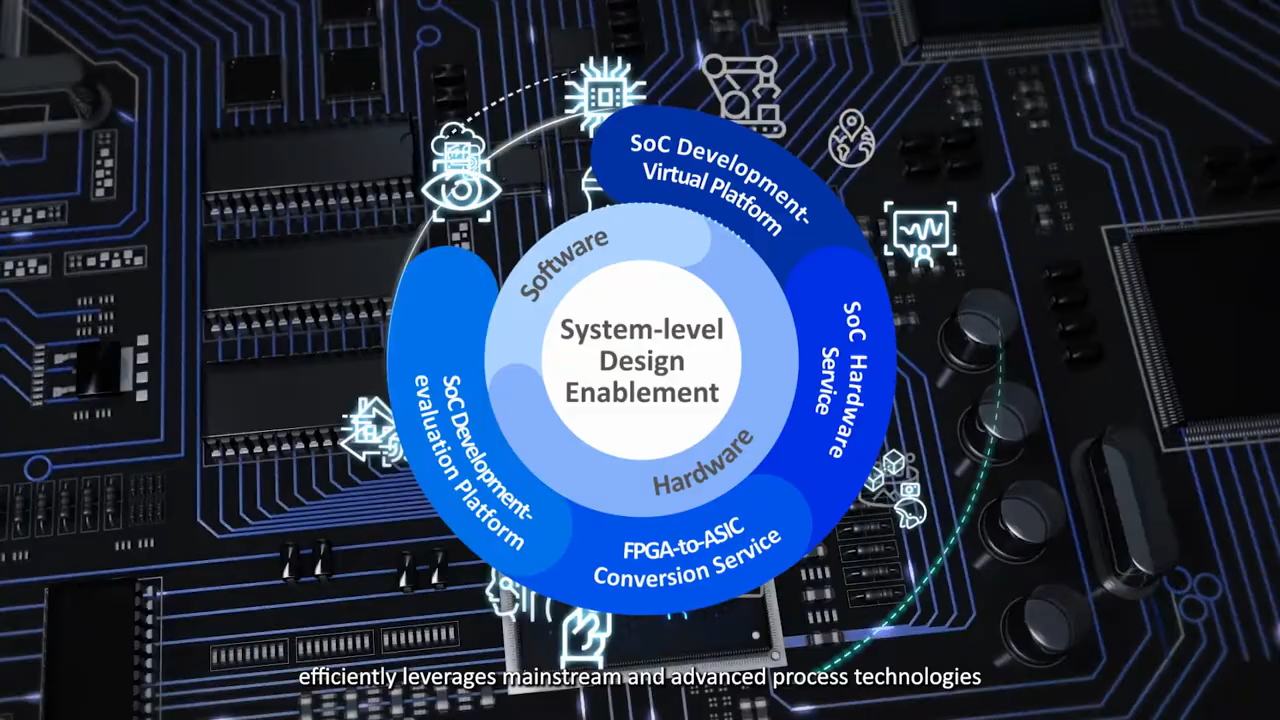 SoC Development-
Virtual Platform
Software
System-level
Design
Enablement
Hardware
SoC Hardware
Service
SoC Development-
evaluation Platform
FPGA-to-ASIC
Conversion Service
efficiently leverages mainstream and advanced process technologies